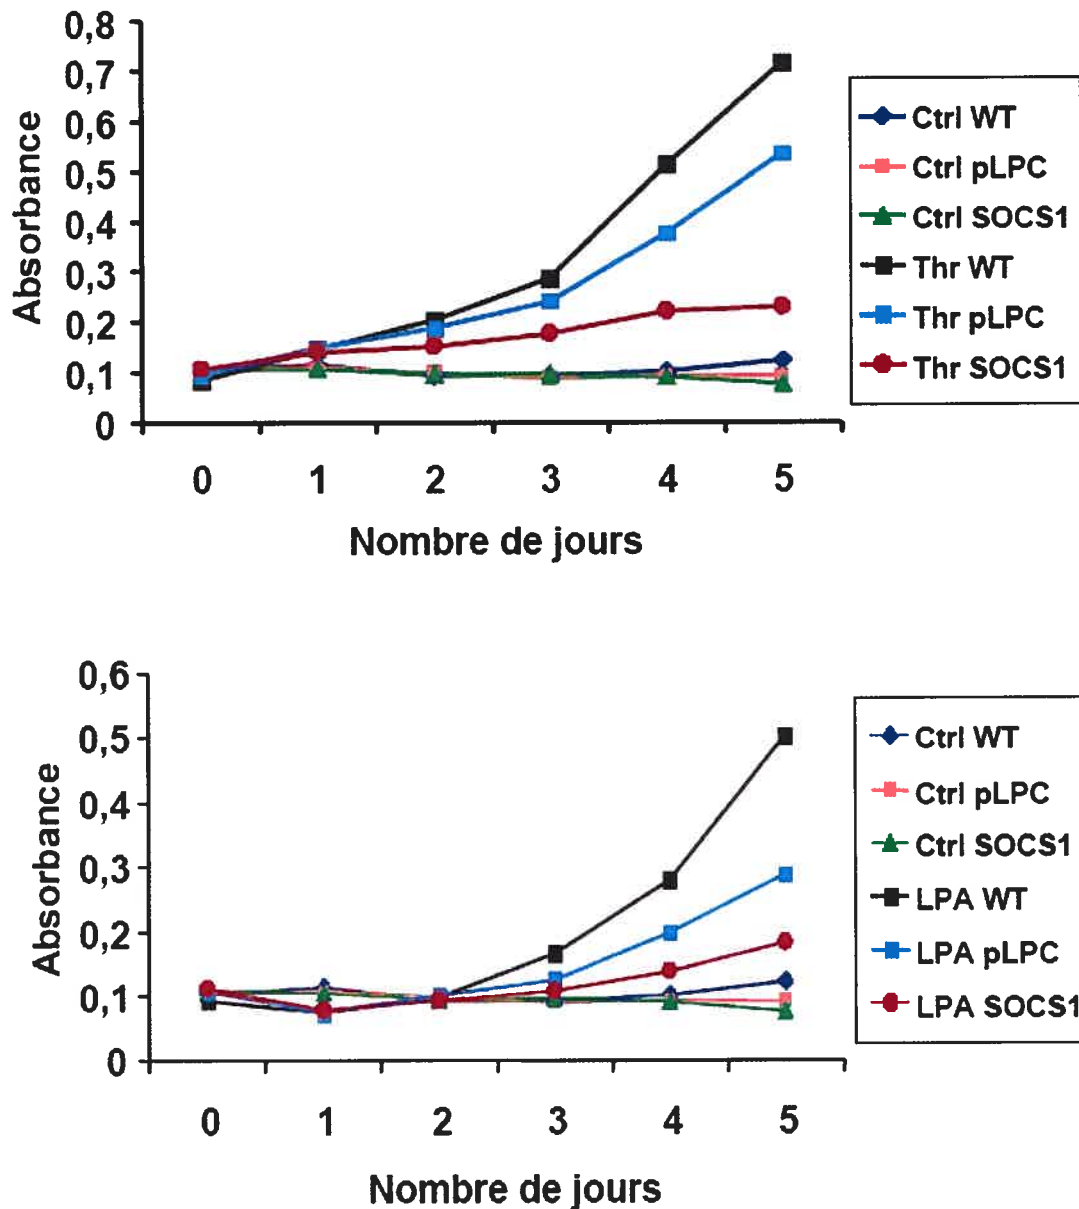 0,8
0,7
0,6
0,5
0,4
0,3
0,2
0,1
0
Absorbance
0 1 2 3 4 5
Nombre de jours
Ctrl WT
Ctrl pLPC
Ctrl SOCS1
Thr WT
Thr pLPC
Thr SOCS1
0,6
0,5
0,4
0,3
0,2
0,1
0
Absorbance
0 1 2 3 4 5
Nombre de jours
Ctrl WT
Ctrl pLPC
Ctrl SOCS1
LPA WT
LPA pLPC
LPA SOCS1